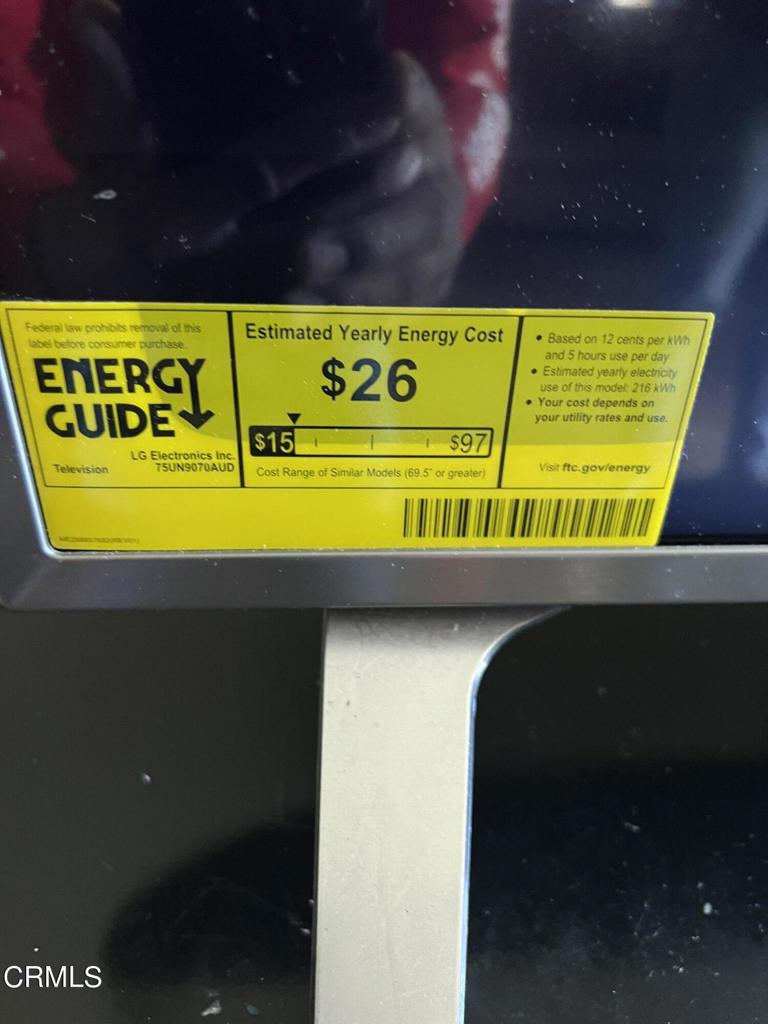 Federal law prohibits removal of this
label before consumer purchase.
ENERGY
GUIDE
LG Electronics Inc.
Television 75UN9070AUD
Estimated Yearly Energy Cost
$26
$15 $97
Cost Range of Similar Models (69.5" or greater)
• Based on 12 cents per kWh
and 5 hours use per day
• Estimated yearly electricity
use of this model: 216 kWh
• Your cost depends on
your utility rates and use.
Visit ftc.gov/energy
CRMLS